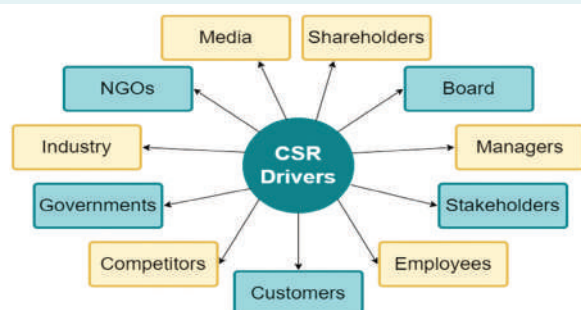 Media
Shareholders
NGOs
Board
Industry
CSR
Drivers
Managers
Governments
Stakeholders
Competitors
Employees
Customers